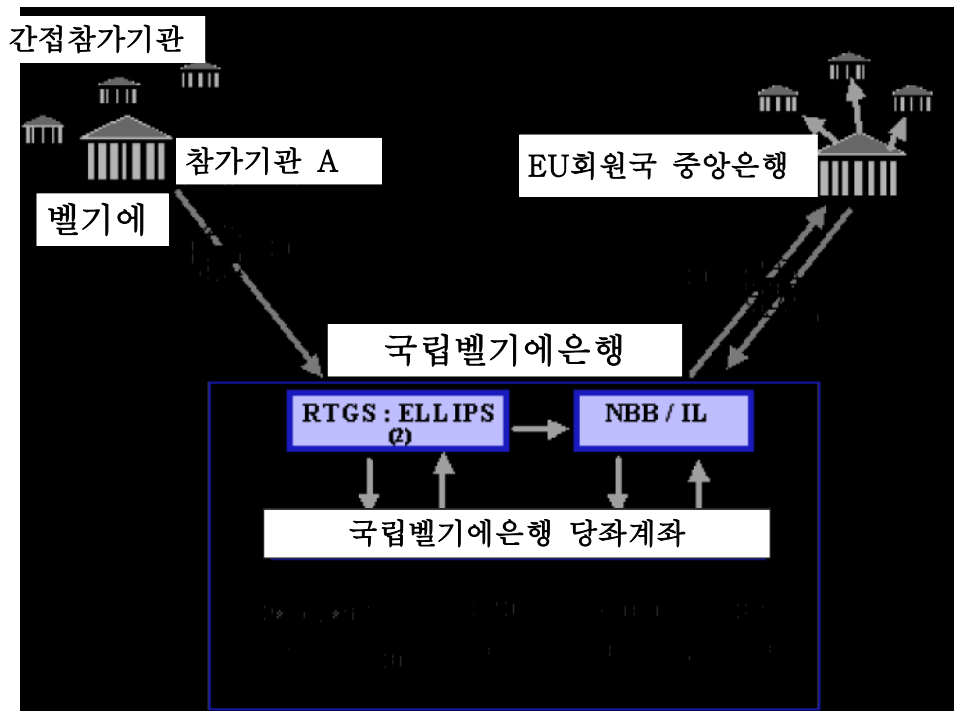 간접참가기관
참가기관 A
EU회원국 중앙은행
벨기에
국립벨기에은행
RTGS : ELLIPS
(2)
NBB / IL
국립벨기에은행 당좌계좌